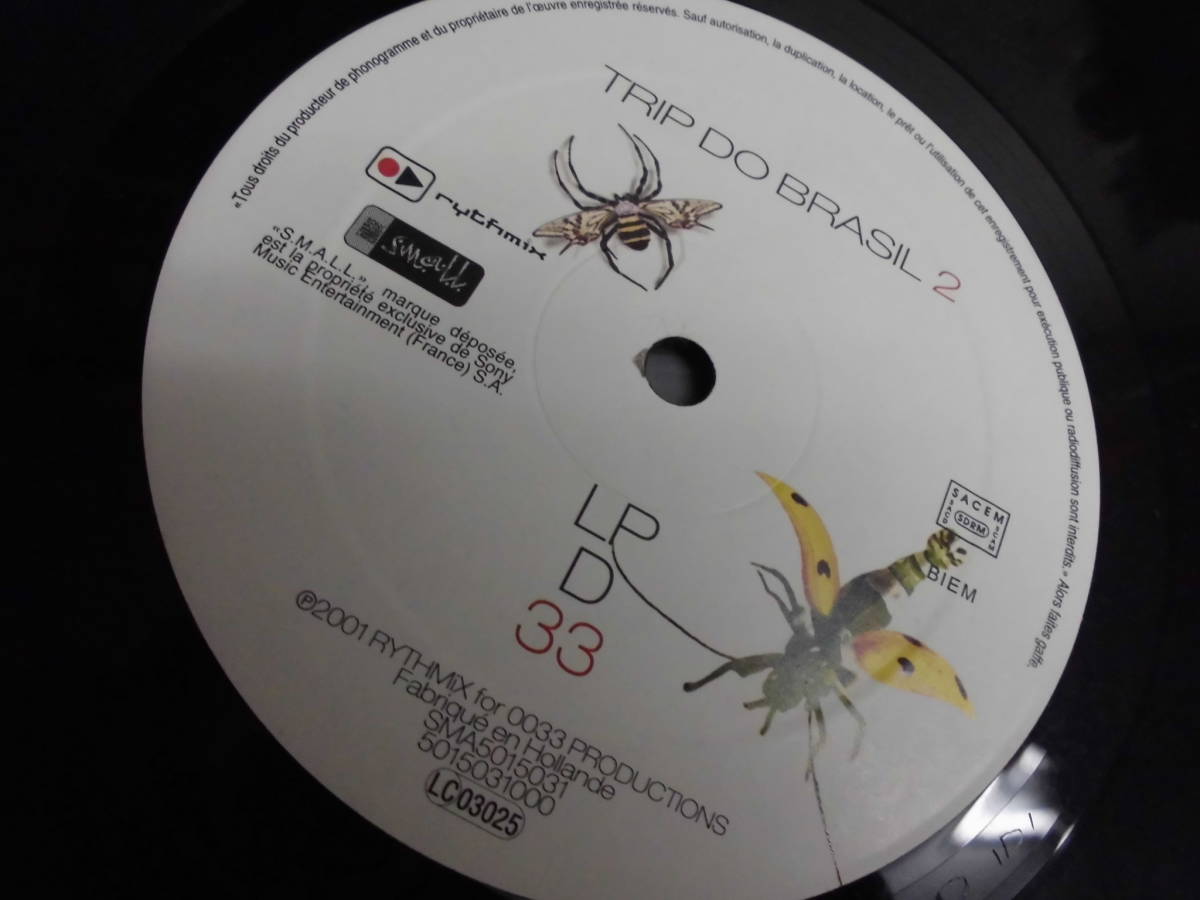 «Tous droits du producteur de phonogramme et du propriétaire de l'œuvre enregistrée réservés. Sauf autorisation, la duplication, la location, le prêt ou l'utilisation de cet enregistrement pour exécution publique ou radiodiffusion sont interdits.» Alors faites gaffe.
TRIP DO BRASIL 2
rythmix
small
«S.M.A.L.L.», marque déposée,
est la propriété exclusive de Sony
Music Entertainment (France) S.A.
LP
D
33
SACEM
SACD
SDRM
SCAM
BIEM
℗2001 RYTHMIX for 0033 PRODUCTIONS
Fabriqué en Hollande
SMA5015031
5015031000
LC03025